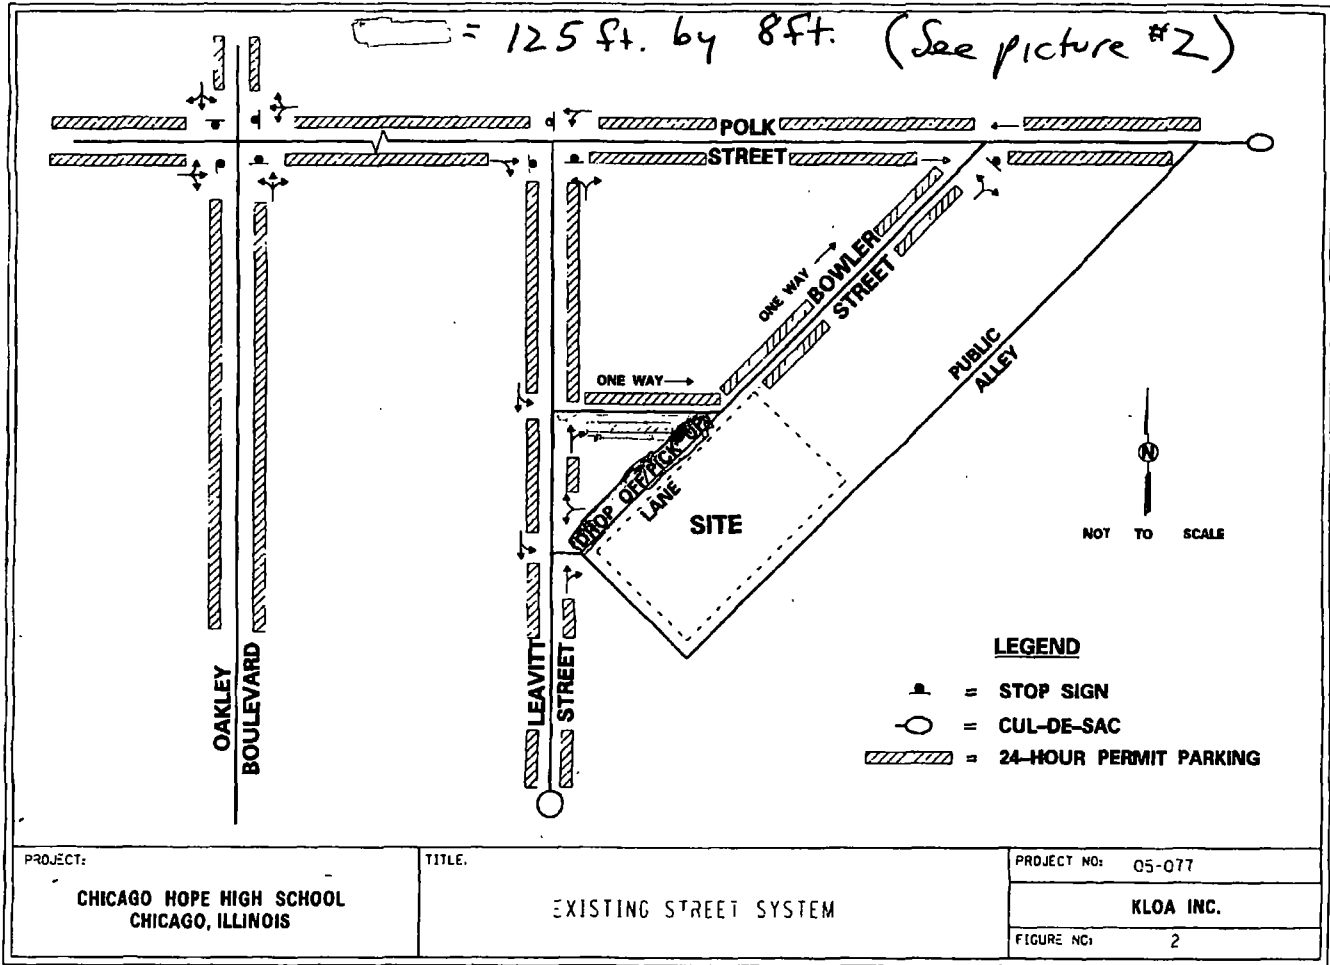 = 125 ft. by 8ft. (See picture #2)
POLK
STREET
ONE WAY
BOWLER
STREET
PUBLIC
ALLEY
ONE WAY
DROP OFF/PICK UP
LANE
SITE
N
NOT TO SCALE
OAKLEY
BOULEVARD
LEAVITT
STREET
LEGEND
= STOP SIGN
= CUL-DE-SAC
= 24-HOUR PERMIT PARKING
PROJECT:
CHICAGO HOPE HIGH SCHOOL
CHICAGO, ILLINOIS
TITLE.
EXISTING STREET SYSTEM
PROJECT NO: 05-077
KLOA INC.
FIGURE NO: 2